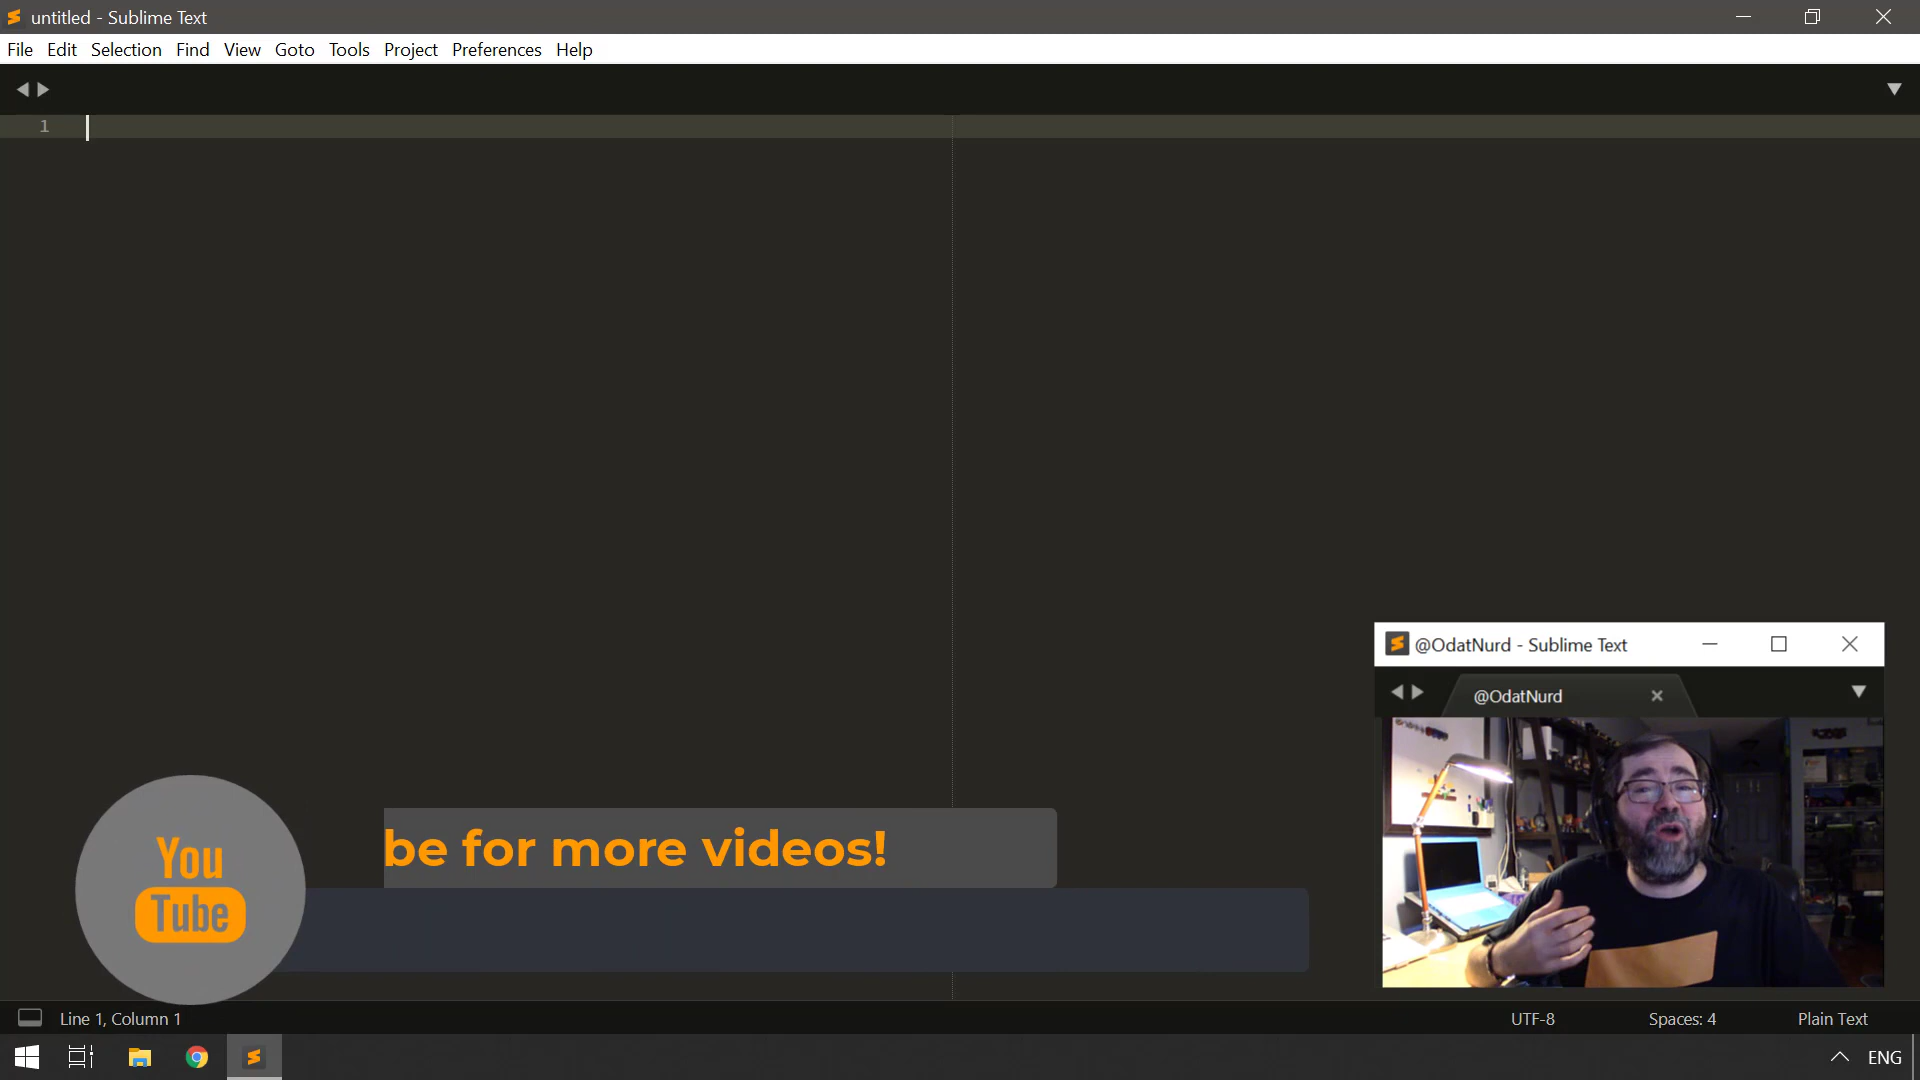 untitled - Sublime Text
File Edit Selection Find View Goto Tools Project Preferences Help
1
@OdatNurd - Sublime Text
@OdatNurd
be for more videos!
You
Tube
Line 1, Column 1
UTF-8
Spaces: 4
Plain Text
ENG